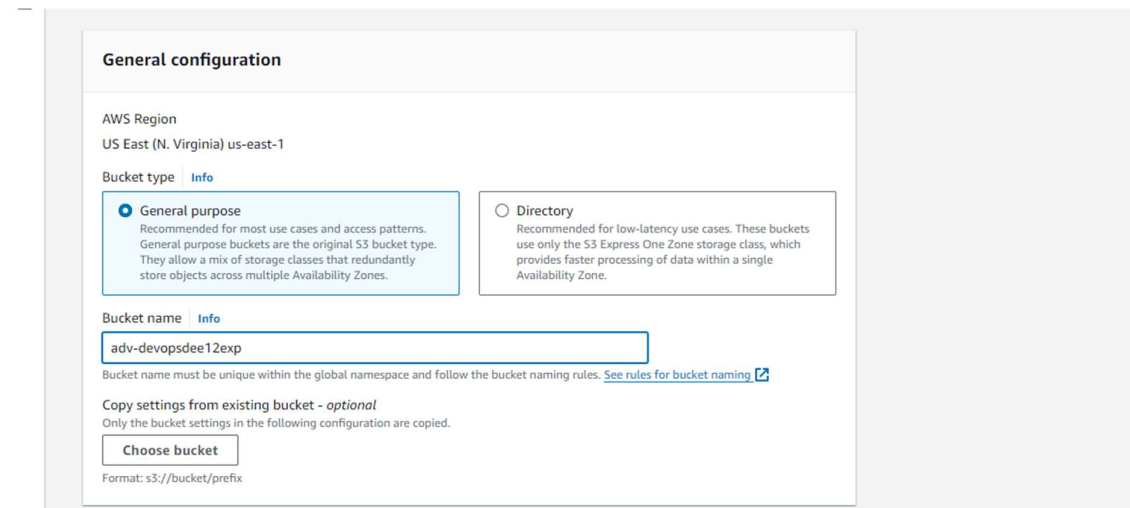 General configuration
AWS Region
US East (N. Virginia) us-east-1
Bucket type Info
General purpose
Recommended for most use cases and access patterns.
General purpose buckets are the original S3 bucket type.
They allow a mix of storage classes that redundantly
store objects across multiple Availability Zones.
Directory
Recommended for low-latency use cases. These buckets
use only the S3 Express One Zone storage class, which
provides faster processing of data within a single
Availability Zone.
Bucket name Info
adv-devopsdee12exp
Bucket name must be unique within the global namespace and follow the bucket naming rules. See rules for bucket naming
Copy settings from existing bucket - optional
Only the bucket settings in the following configuration are copied.
Choose bucket
Format: s3://bucket/prefix